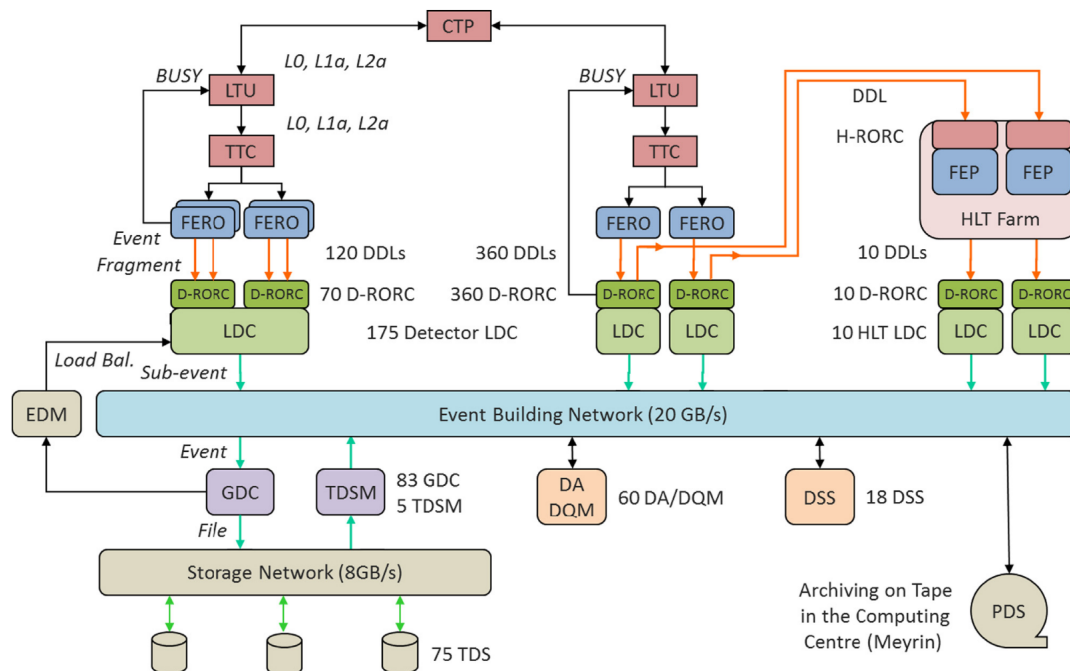 CTP
L0, L1a, L2a
BUSY
LTU
BUSY
LTU
DDL
L0, L1a, L2a
H-RORC
TTC
TTC
FEP
FEP
HLT Farm
FERO
FERO
FERO
FERO
Event
Fragment
120 DDLs
360 DDLs
10 DDLs
D-RORC
D-RORC
70 D-RORC
360 D-RORC
D-RORC
D-RORC
10 D-RORC
D-RORC
D-RORC
LDC
175 Detector LDC
LDC
LDC
10 HLT LDC
LDC
LDC
Load Bal.
Sub-event
EDM
Event Building Network (20 GB/s)
Event
GDC
TDSM
83 GDC
5 TDSM
DA
DQM
60 DA/DQM
DSS
18 DSS
File
Storage Network (8GB/s)
Archiving on Tape
in the Computing
Centre (Meyrin)
PDS
75 TDS